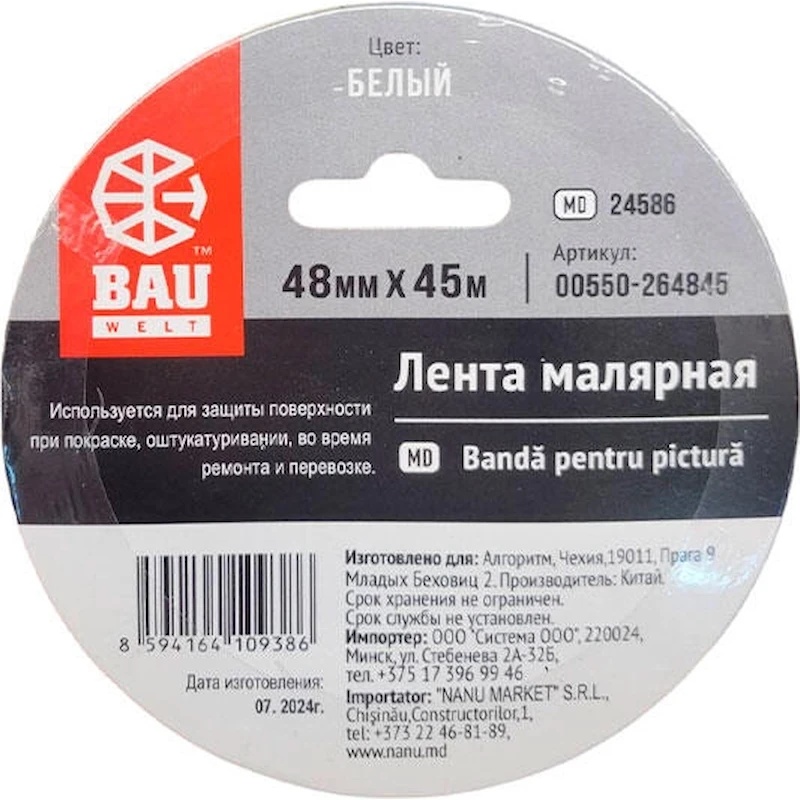 Цвет:
-БЕЛЫЙ
BAU
WELT
TM
MD 24586
48мм X 45м
Артикул:
00550-264845
Лента малярная
MD Bandă pentru pictură
Используется для защиты поверхности
при покраске, оштукатуривании, во время
ремонта и перевозке.
8 594164 109386
Дата изготовления:
07. 2024г.
Изготовлено для: Алгоритм, Чехия,19011, Прага 9
Младых Беховиц 2. Производитель: Китай.
Срок хранения не ограничен.
Срок службы не установлен.
Импортер: ООО "Система ООО", 220024,
Минск, ул. Стебенева 2А-32Б,
тел. +375 17 396 99 46
Importator: "NANU MARKET" S.R.L.,
Chișinău,Constructorilor,1,
tel: +373 22 46-81-89,
www.nanu.md